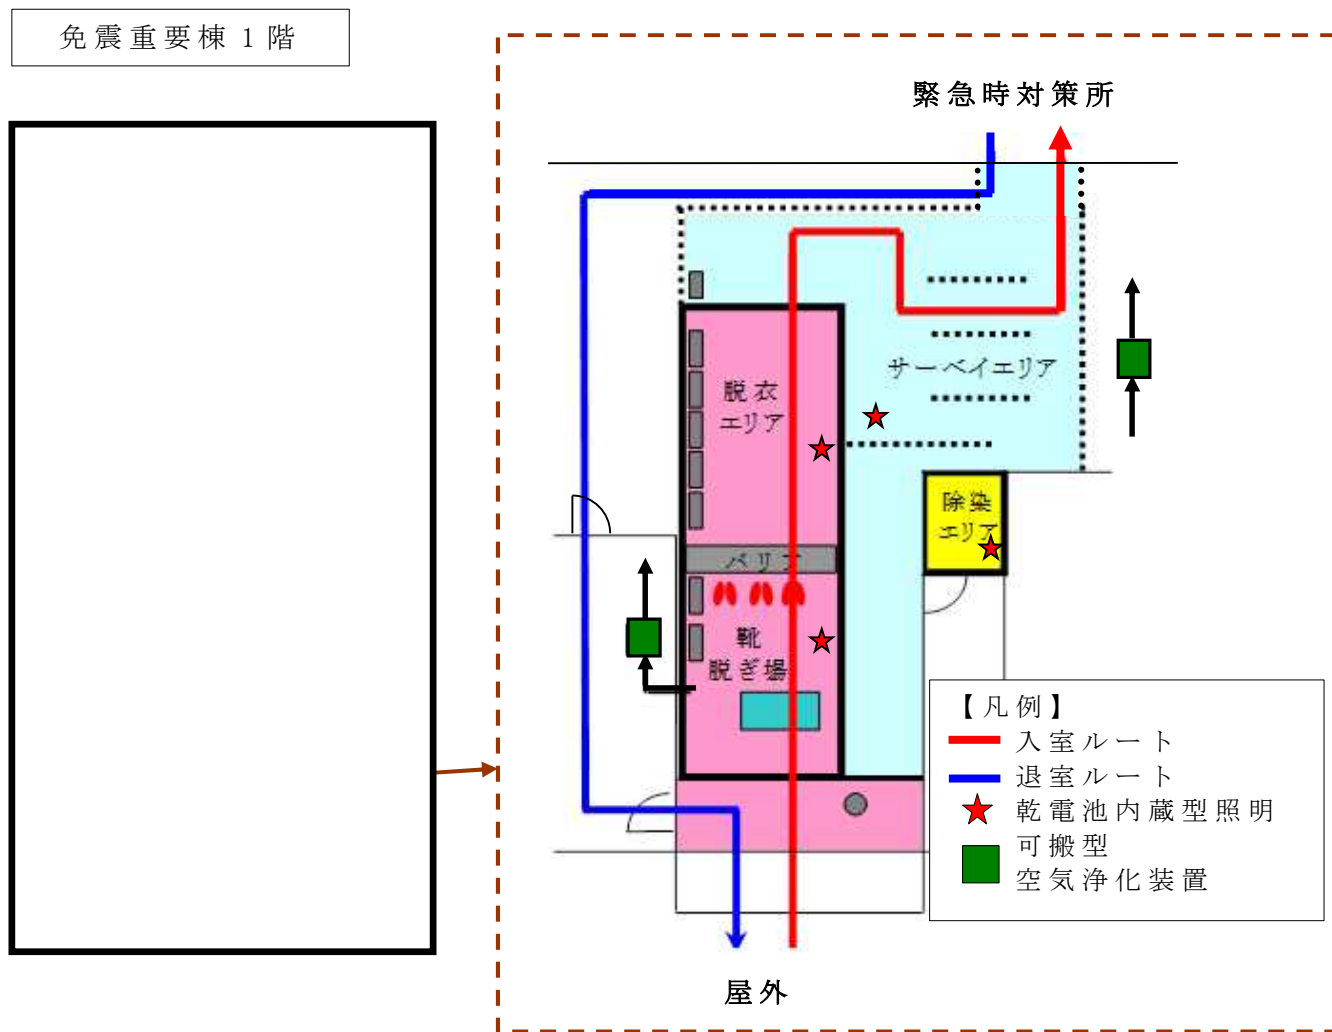 免震重要棟1階
緊急時対策所
サーベイエリア
脱衣
エリア
除染
エリア
バリア
靴
脱ぎ場
【凡例】
入室ルート
退室ルート
乾電池内蔵型照明
可搬型
空気浄化装置
屋外